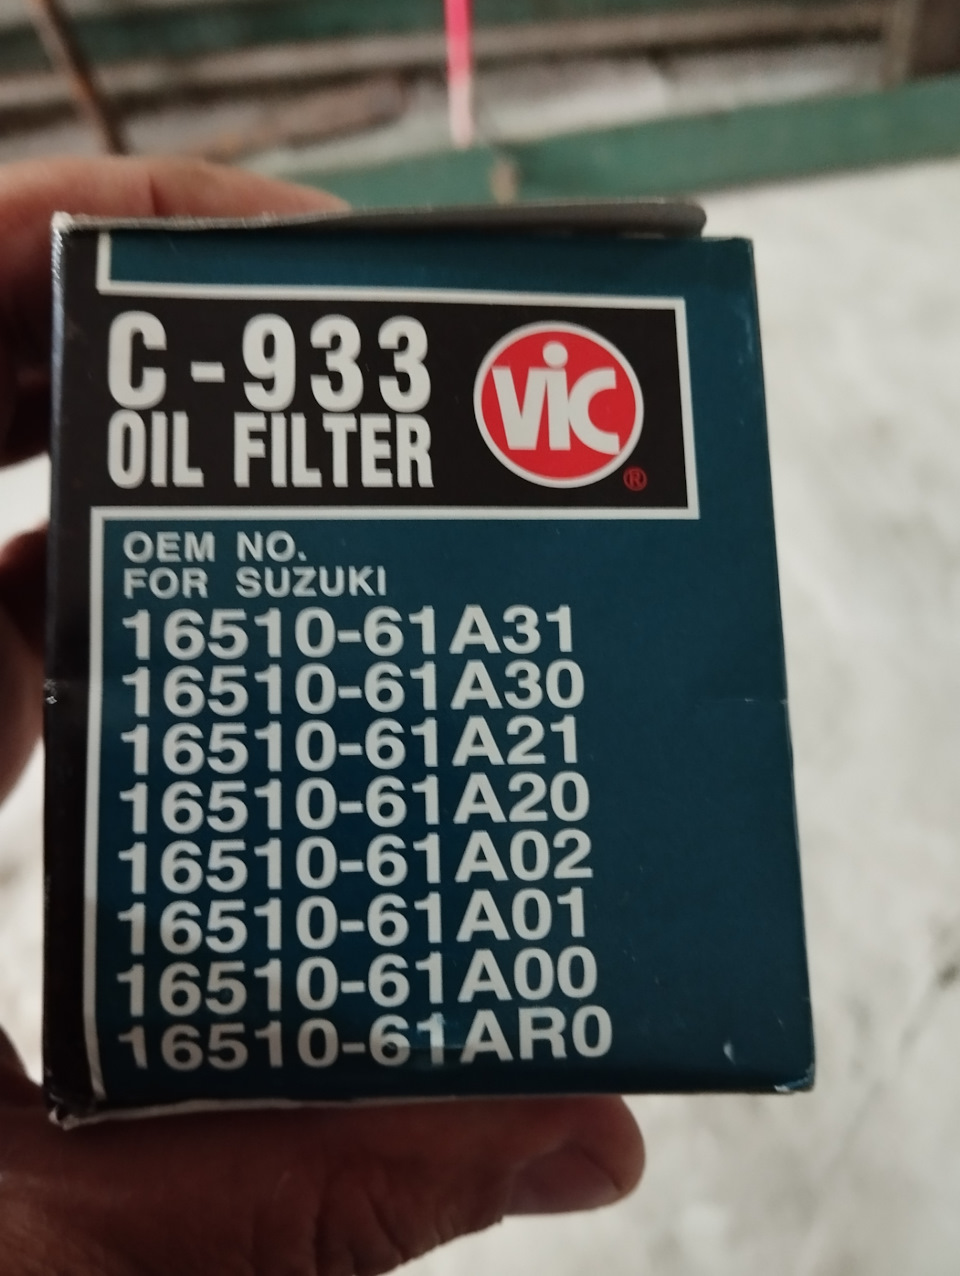 C-933
OIL FILTER
VIC
®
OEM NO.
FOR SUZUKI
16510-61A31
16510-61A30
16510-61A21
16510-61A20
16510-61A02
16510-61A01
16510-61A00
16510-61AR0